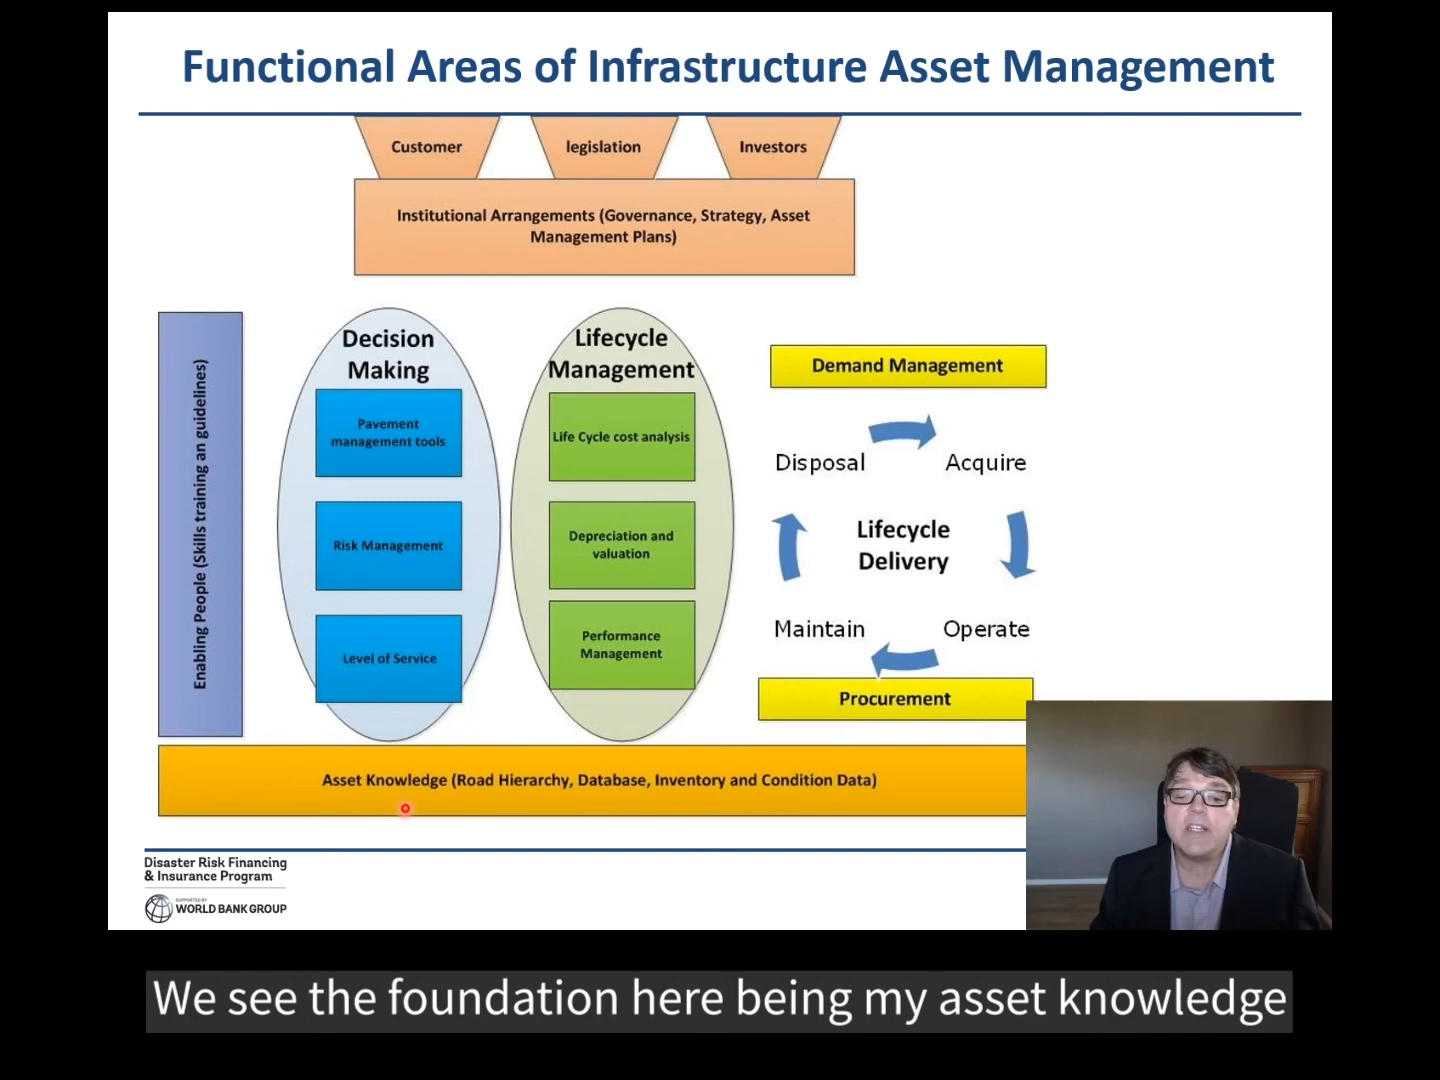 Functional Areas of Infrastructure Asset Management
Customer
legislation
Investors
Institutional Arrangements (Governance, Strategy, Asset
Management Plans)
Enabling People (Skills training an guidelines)
Decision
Making
Pavement
management tools
Risk Management
Level of Service
Lifecycle
Management
Life Cycle cost analysis
Depreciation and
valuation
Performance
Management
Demand Management
Disposal
Acquire
Lifecycle
Delivery
Maintain
Operate
Procurement
Asset Knowledge (Road Hierarchy, Database, Inventory and Condition Data)
Disaster Risk Financing
& Insurance Program
SUPPORTED BY
WORLD BANK GROUP
We see the foundation here being my asset knowledge